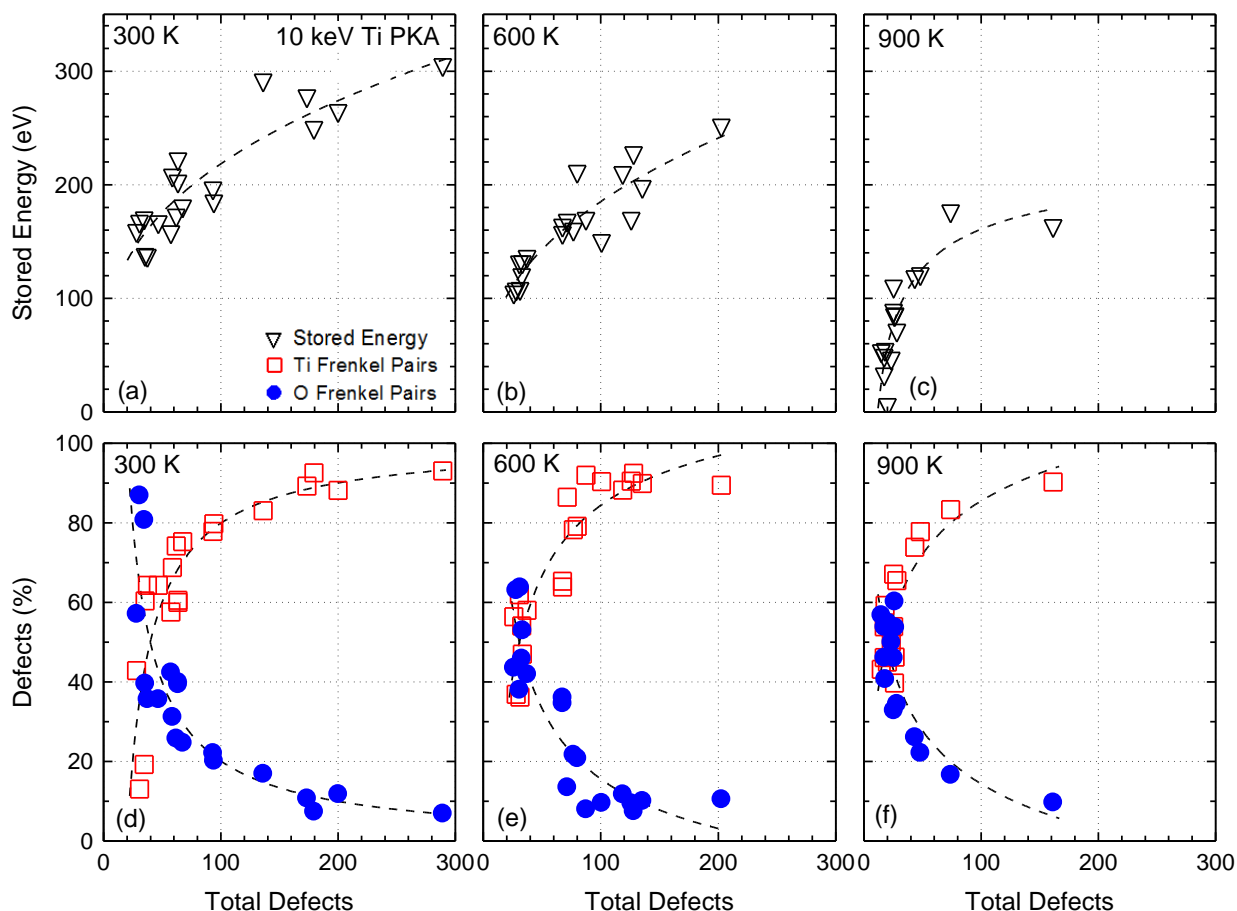 300 K 10 keV Ti PKA 600 K 900 K
300
200
100
0
Stored Energy (eV)
Stored Energy
Ti Frenkel Pairs
O Frenkel Pairs
(a) (b) (c)
300 K 600 K 900 K
100
80
60
40
20
0
Defects (%)
(d) (e) (f)
0 100 200 300 0 100 200 300 0 100 200 300
Total Defects Total Defects Total Defects